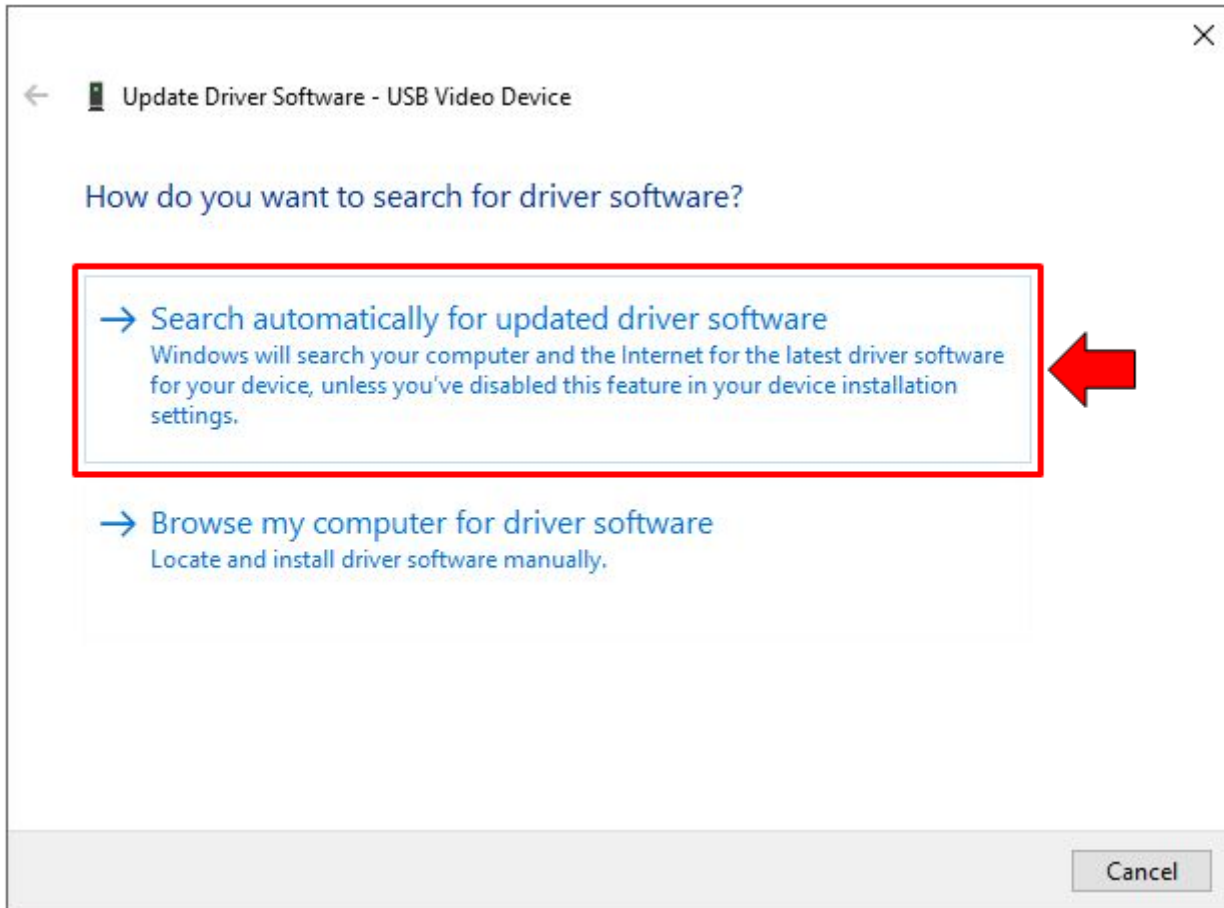 Update Driver Software - USB Video Device
How do you want to search for driver software?
Search automatically for updated driver software
Windows will search your computer and the Internet for the latest driver software
for your device, unless you've disabled this feature in your device installation
settings.
Browse my computer for driver software
Locate and install driver software manually.
Cancel